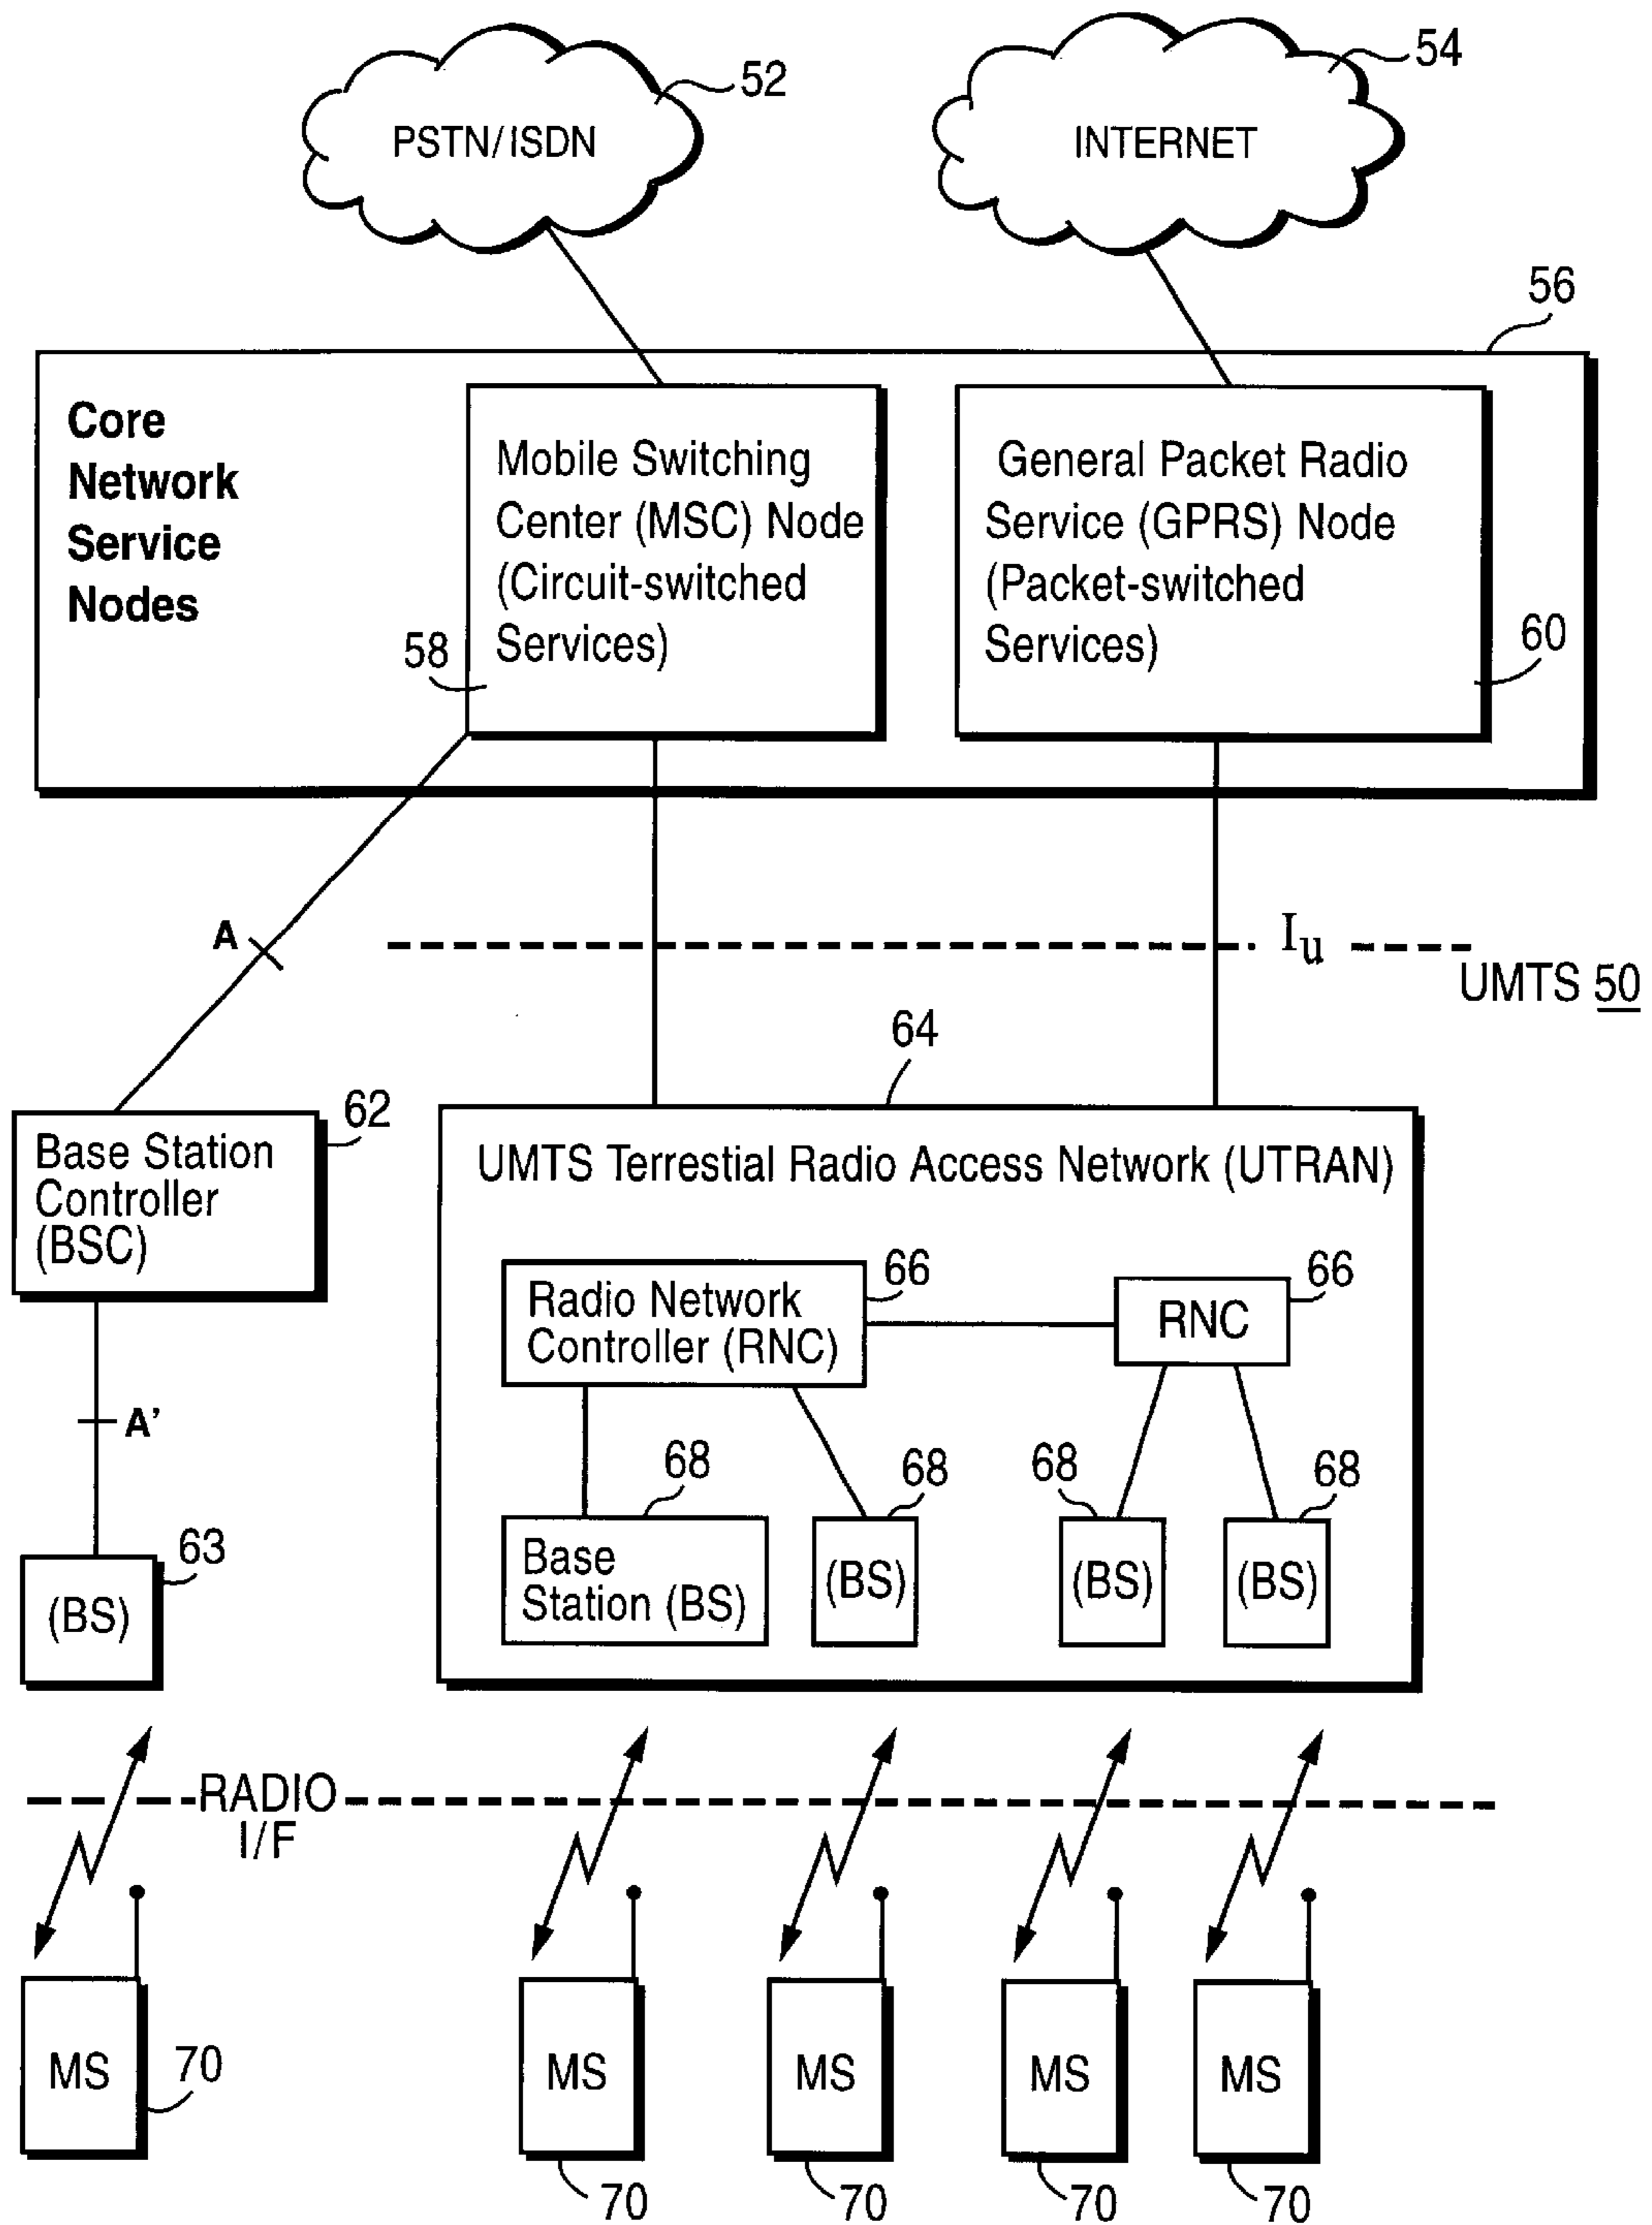 52
54
PSTN/ISDN
INTERNET
56
Core
Network
Service
Nodes
Mobile Switching
Center (MSC) Node
(Circuit-switched
Services)
58
General Packet Radio
Service (GPRS) Node
(Packet-switched
Services)
60
A
Iu
UMTS 50
64
62
Base Station
Controller
(BSC)
UMTS Terrestial Radio Access Network (UTRAN)
66
66
Radio Network
Controller (RNC)
RNC
A'
68
68
68
68
63
(BS)
Base
Station (BS)
(BS)
(BS)
(BS)
RADIO
I/F
MS
70
MS
MS
MS
MS
70
70
70
70